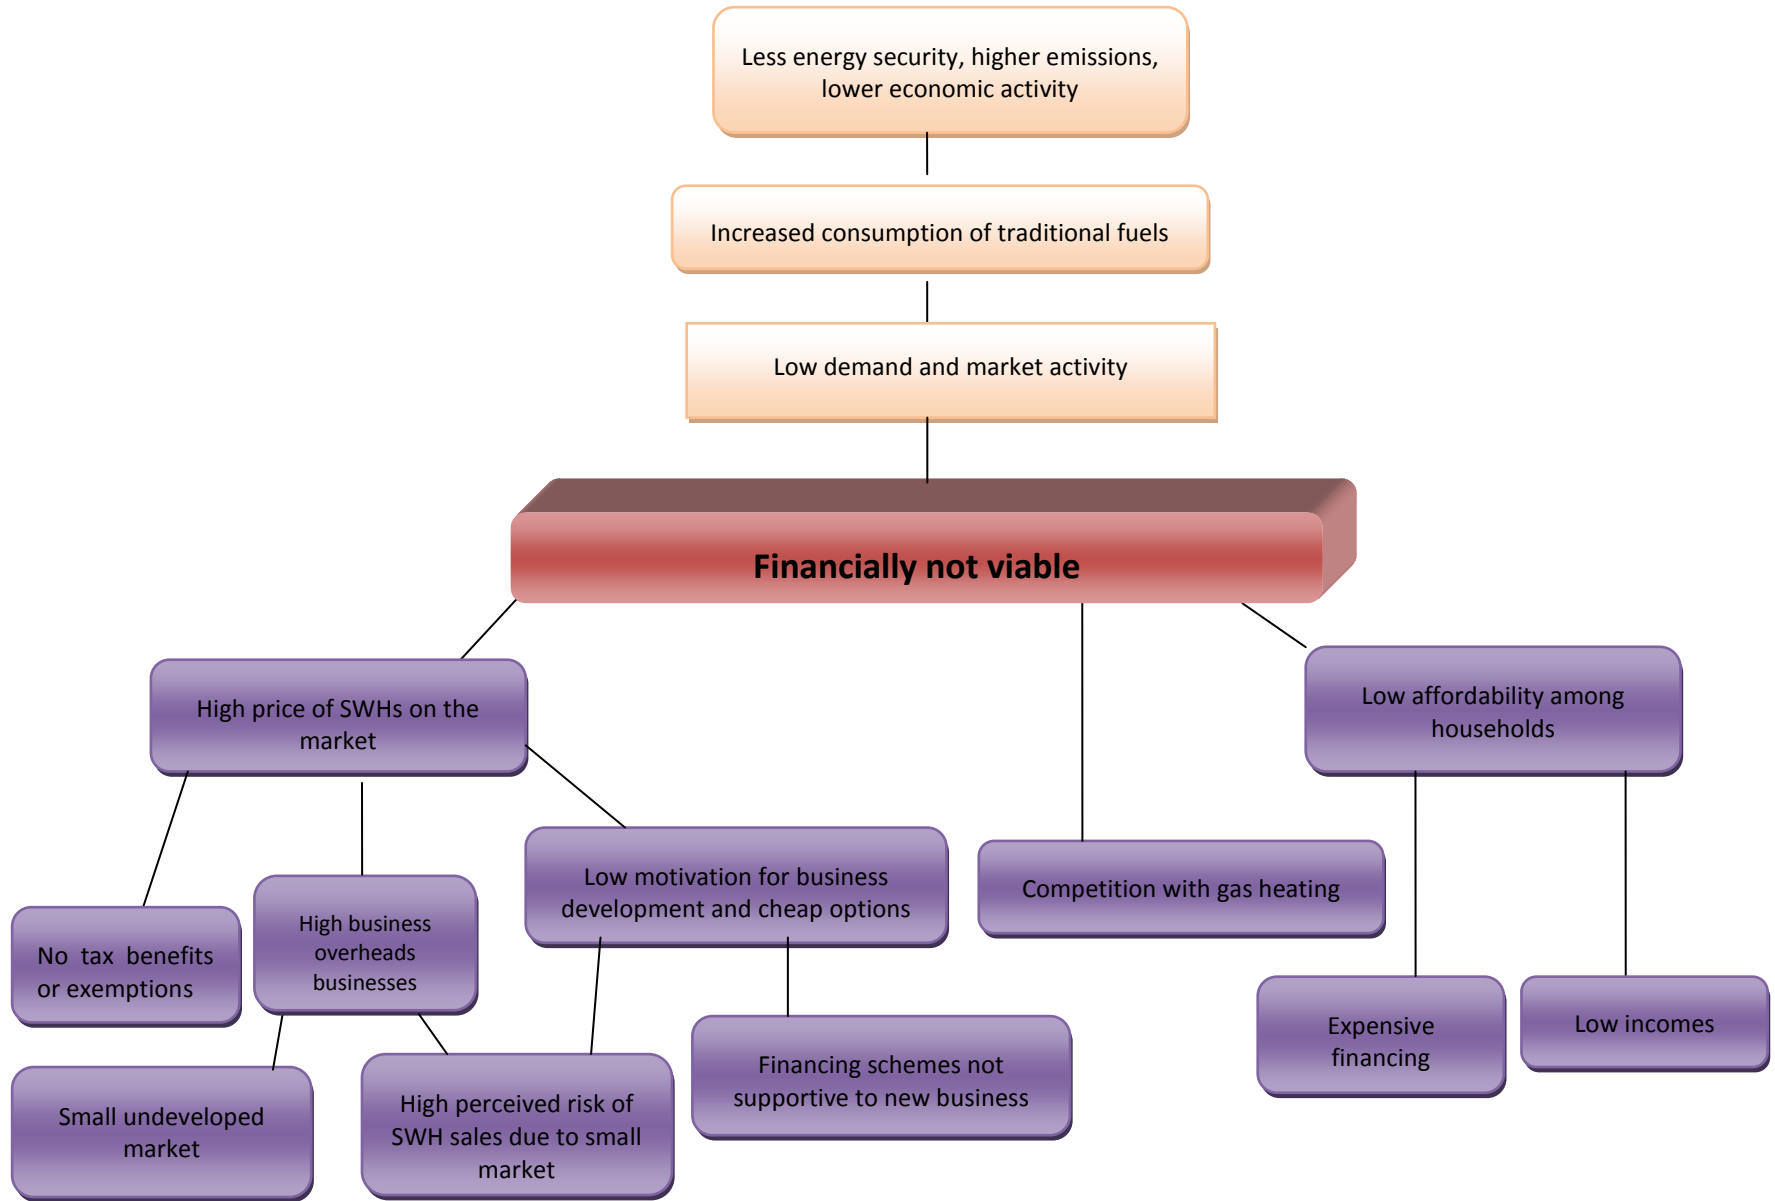 Less energy security, higher emissions,
lower economic activity
Increased consumption of traditional fuels
Low demand and market activity
Financially not viable
High price of SWHs on the
market
Low affordability among
households
Low motivation for business
development and cheap options
Competition with gas heating
No tax benefits
or exemptions
High business
overheads
businesses
Expensive
financing
Low incomes
Small undeveloped
market
High perceived risk of
SWH sales due to small
market
Financing schemes not
supportive to new business